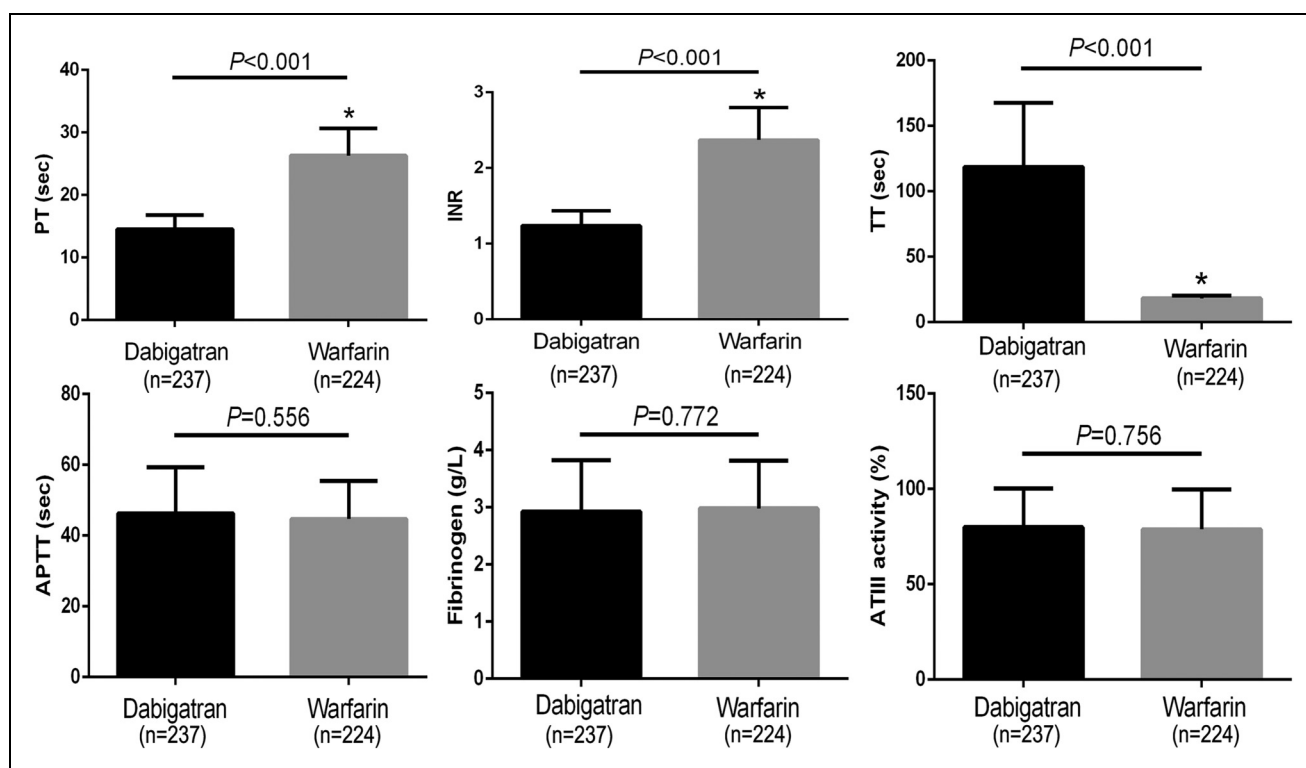 P<0.001
40
30
20
10
0
PT (sec)
*
Dabigatran
(n=237)
Warfarin
(n=224)
P<0.001
3
2
1
0
INR
*
Dabigatran
(n=237)
Warfarin
(n=224)
P<0.001
200
150
100
50
0
TT (sec)
*
Dabigatran
(n=237)
Warfarin
(n=224)
P=0.556
80
60
40
20
0
APTT (sec)
Dabigatran
(n=237)
Warfarin
(n=224)
P=0.772
5
4
3
2
1
0
Fibrinogen (g/L)
Dabigatran
(n=237)
Warfarin
(n=224)
P=0.756
150
100
50
0
ATIII activity (%)
Dabigatran
(n=237)
Warfarin
(n=224)